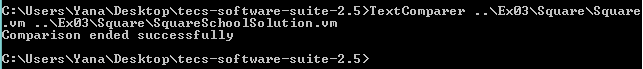 C:\Users\Yana\Desktop\tecs-software-suite-2.5>TextComparer ..\Ex03\Square\Square
.vm ..\Ex03\Square\SquareSchoolSolution.vm
Comparison ended successfully
C:\Users\Yana\Desktop\tecs-software-suite-2.5>